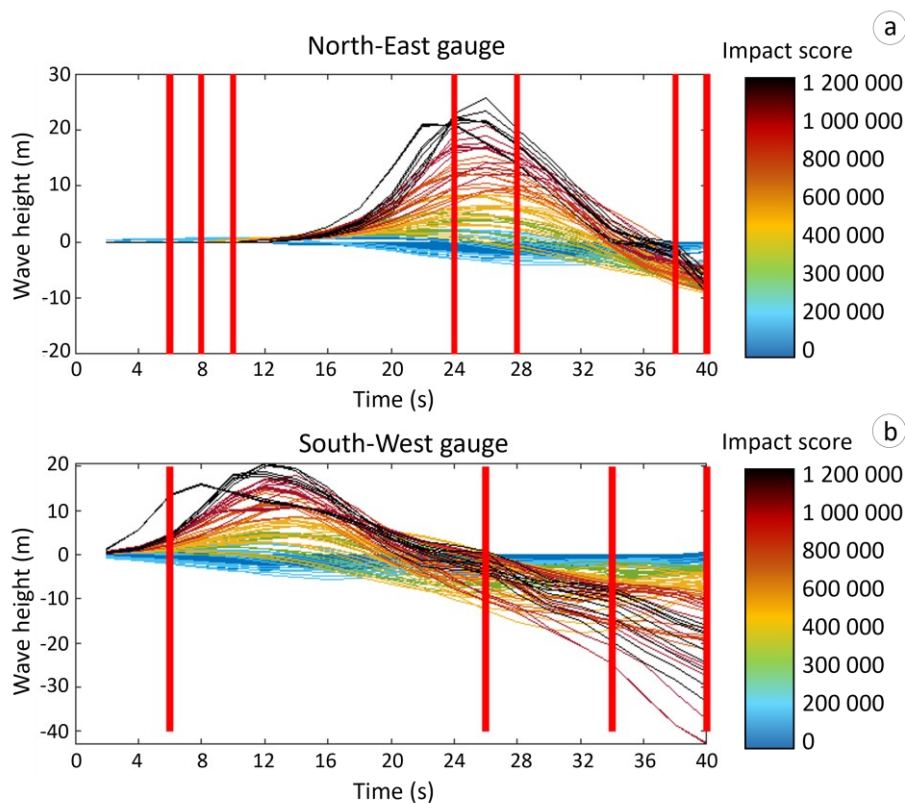 North-East gauge
Impact score
a
Wave height (m)
30
20
10
0
-10
-20
0 4 8 12 16 20 24 28 32 36 40
Time (s)
1 200 000
1 000 000
800 000
600 000
400 000
300 000
200 000
0
South-West gauge
Impact score
b
Wave height (m)
20
10
0
-10
-20
-30
-40
0 4 8 12 16 20 24 28 32 36 40
Time (s)
1 200 000
1 000 000
800 000
600 000
400 000
300 000
200 000
0